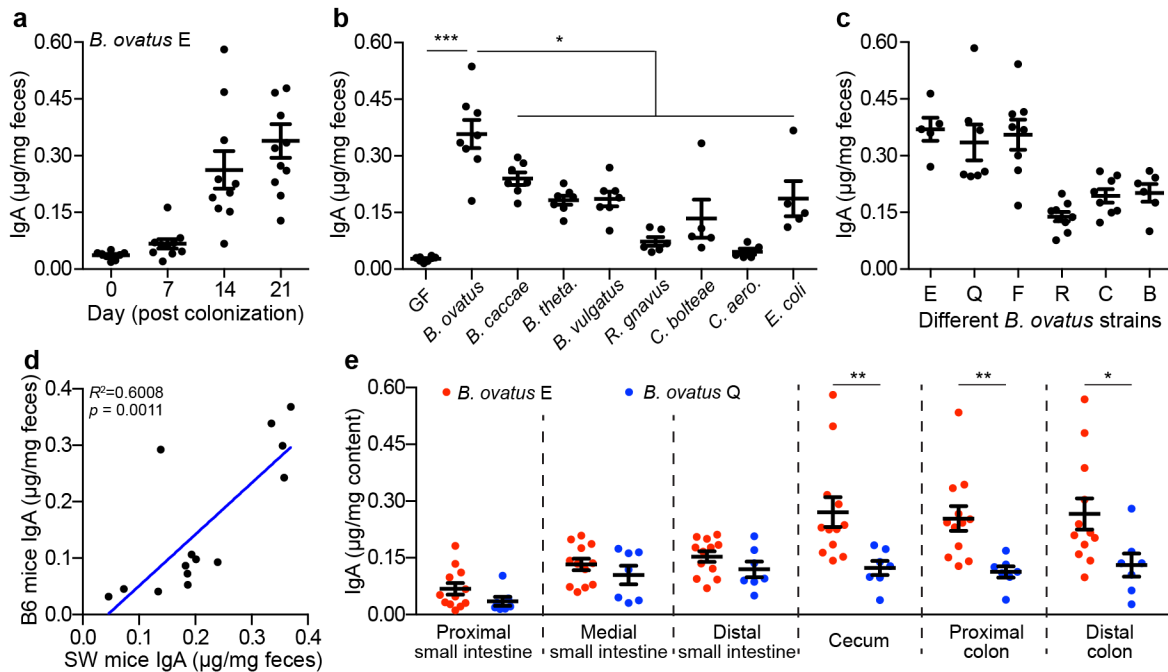 a
B. ovatus E
IgA (µg/mg feces)
0.60
0.45
0.30
0.15
0.00
0 7 14 21
Day (post colonization)
b
*** *
IgA (µg/mg feces)
0.60
0.45
0.30
0.15
0.00
GF B. ovatus B. caccae B. theta. B. vulgatus R. gnavus C. bolteae C. aero. E. coli
c
IgA (µg/mg feces)
0.60
0.45
0.30
0.15
0.00
E Q F R C B
Different B. ovatus strains
d
R²=0.6008
p = 0.0011
B6 mice IgA (µg/mg feces)
0.4
0.3
0.2
0.1
0.0
0.0 0.1 0.2 0.3 0.4
SW mice IgA (µg/mg feces)
e
B. ovatus E B. ovatus Q
** ** *
IgA (µg/mg content)
0.60
0.45
0.30
0.15
0.00
Proximal
small intestine
Medial
small intestine
Distal
small intestine
Cecum
Proximal
colon
Distal
colon